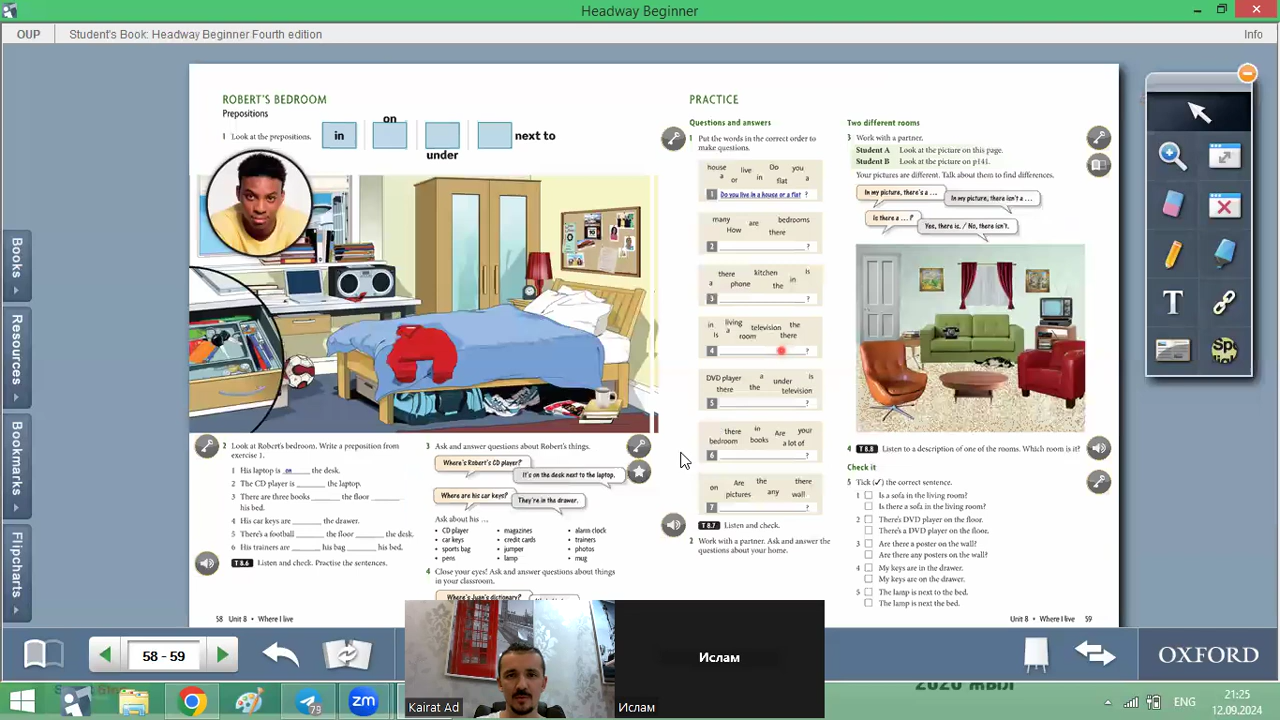 Headway Beginner
OUP
Student's Book: Headway Beginner Fourth edition
Info
Books
Resources
Bookmarks
Flipcharts
ROBERT'S BEDROOM
Prepositions
1 Look at the prepositions.
in
on
under
next to
2 Look at Robert's bedroom. Write a preposition from
exercise 1.
1 His laptop is on the desk.
2 The CD player is ________ the laptop.
3 There are three books ________ the floor ________
his bed.
4 His car keys are ________ the drawer.
5 There's a football ________ the floor ________ the desk.
6 His trainers are ________ his bag ________ his bed.
T 8.6 Listen and check. Practise the sentences.
3 Ask and answer questions about Robert's things.
Where's Robert's CD player?
It's on the desk next to the laptop.
Where are his car keys?
They're in the drawer.
Ask about his …
• CD player • magazines • alarm clock
• car keys • credit cards • trainers
• sports bag • jumper • photos
• pens • lamp • mug
4 Close your eyes! Ask and answer questions about things
in your classroom.
Where's Juan's dictionary?
58 Unit 8 • Where I live
PRACTICE
Questions and answers
1 Put the words in the correct order to
make questions.
house Do you
a or live in flat a
1 Do you live in a house or a flat ?
many are bedrooms
How there
2 ________ ?
there kitchen is
a phone the in
3 ________ ?
in living television the
is a room there
4 ________ ?
DVD player a under is
there the television
5 ________ ?
there in Are your
bedroom books a lot of
6 ________ ?
on Are the there
pictures any wall
7 ________ ?
T 8.7 Listen and check.
2 Work with a partner. Ask and answer the
questions about your home.
Two different rooms
3 Work with a partner.
Student A Look at the picture on this page.
Student B Look at the picture on p141.
Your pictures are different. Talk about them to find differences.
In my picture, there's a …
In my picture, there isn't a …
Is there a … ?
Yes, there is. / No, there isn't.
4 T 8.8 Listen to a description of one of the rooms. Which room is it?
Check it
5 Tick (✓) the correct sentence.
1 Is a sofa in the living room?
Is there a sofa in the living room?
2 There's DVD player on the floor.
There's a DVD player on the floor.
3 Are there a poster on the wall?
Are there any posters on the wall?
4 My keys are in the drawer.
My keys are on the drawer.
5 The lamp is next to the bed.
The lamp is next the bed.
Unit 8 • Where I live 59
T
58 - 59
OXFORD
Kairat Ad
Ислам
Ислам
79
zm
ENG
21:25
12.09.2024